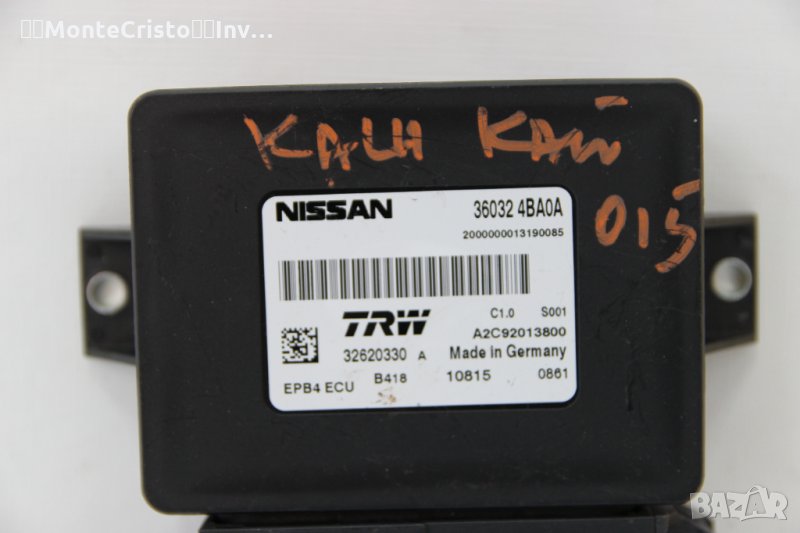 MonteCristo Inv...
КАШ КАЙ
015
NISSAN 36032 4BA0A
2000000013190085
C1.0 S001
TRW A2C92013800
32620330 A Made in Germany
EPB4 ECU B418 10815 0861
BAZAR